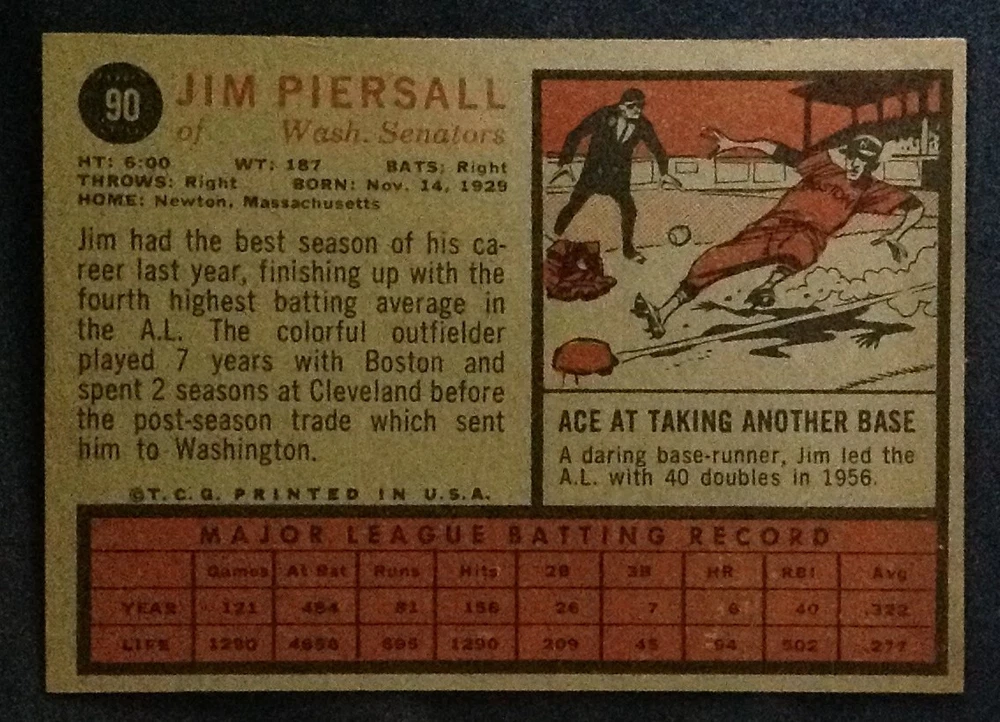 90
JIM PIERSALL
of Wash. Senators
HT: 6:00 WT: 187 BATS: Right
THROWS: Right BORN: Nov. 14, 1929
HOME: Newton, Massachusetts
Jim had the best season of his ca-
reer last year, finishing up with the
fourth highest batting average in
the A.L. The colorful outfielder
played 7 years with Boston and
spent 2 seasons at Cleveland before
the post-season trade which sent
him to Washington.
©T.C.G. PRINTED IN U.S.A.
BOSTON
ACE AT TAKING ANOTHER BASE
A daring base-runner, Jim led the
A.L. with 40 doubles in 1956.
MAJOR LEAGUE BATTING RECORD
Games At Bat Runs Hits 2B 3B HR RBI Avg
YEAR 121 484 81 156 26 7 6 40 .322
LIFE 1290 4656 695 1290 209 45 94 502 .277